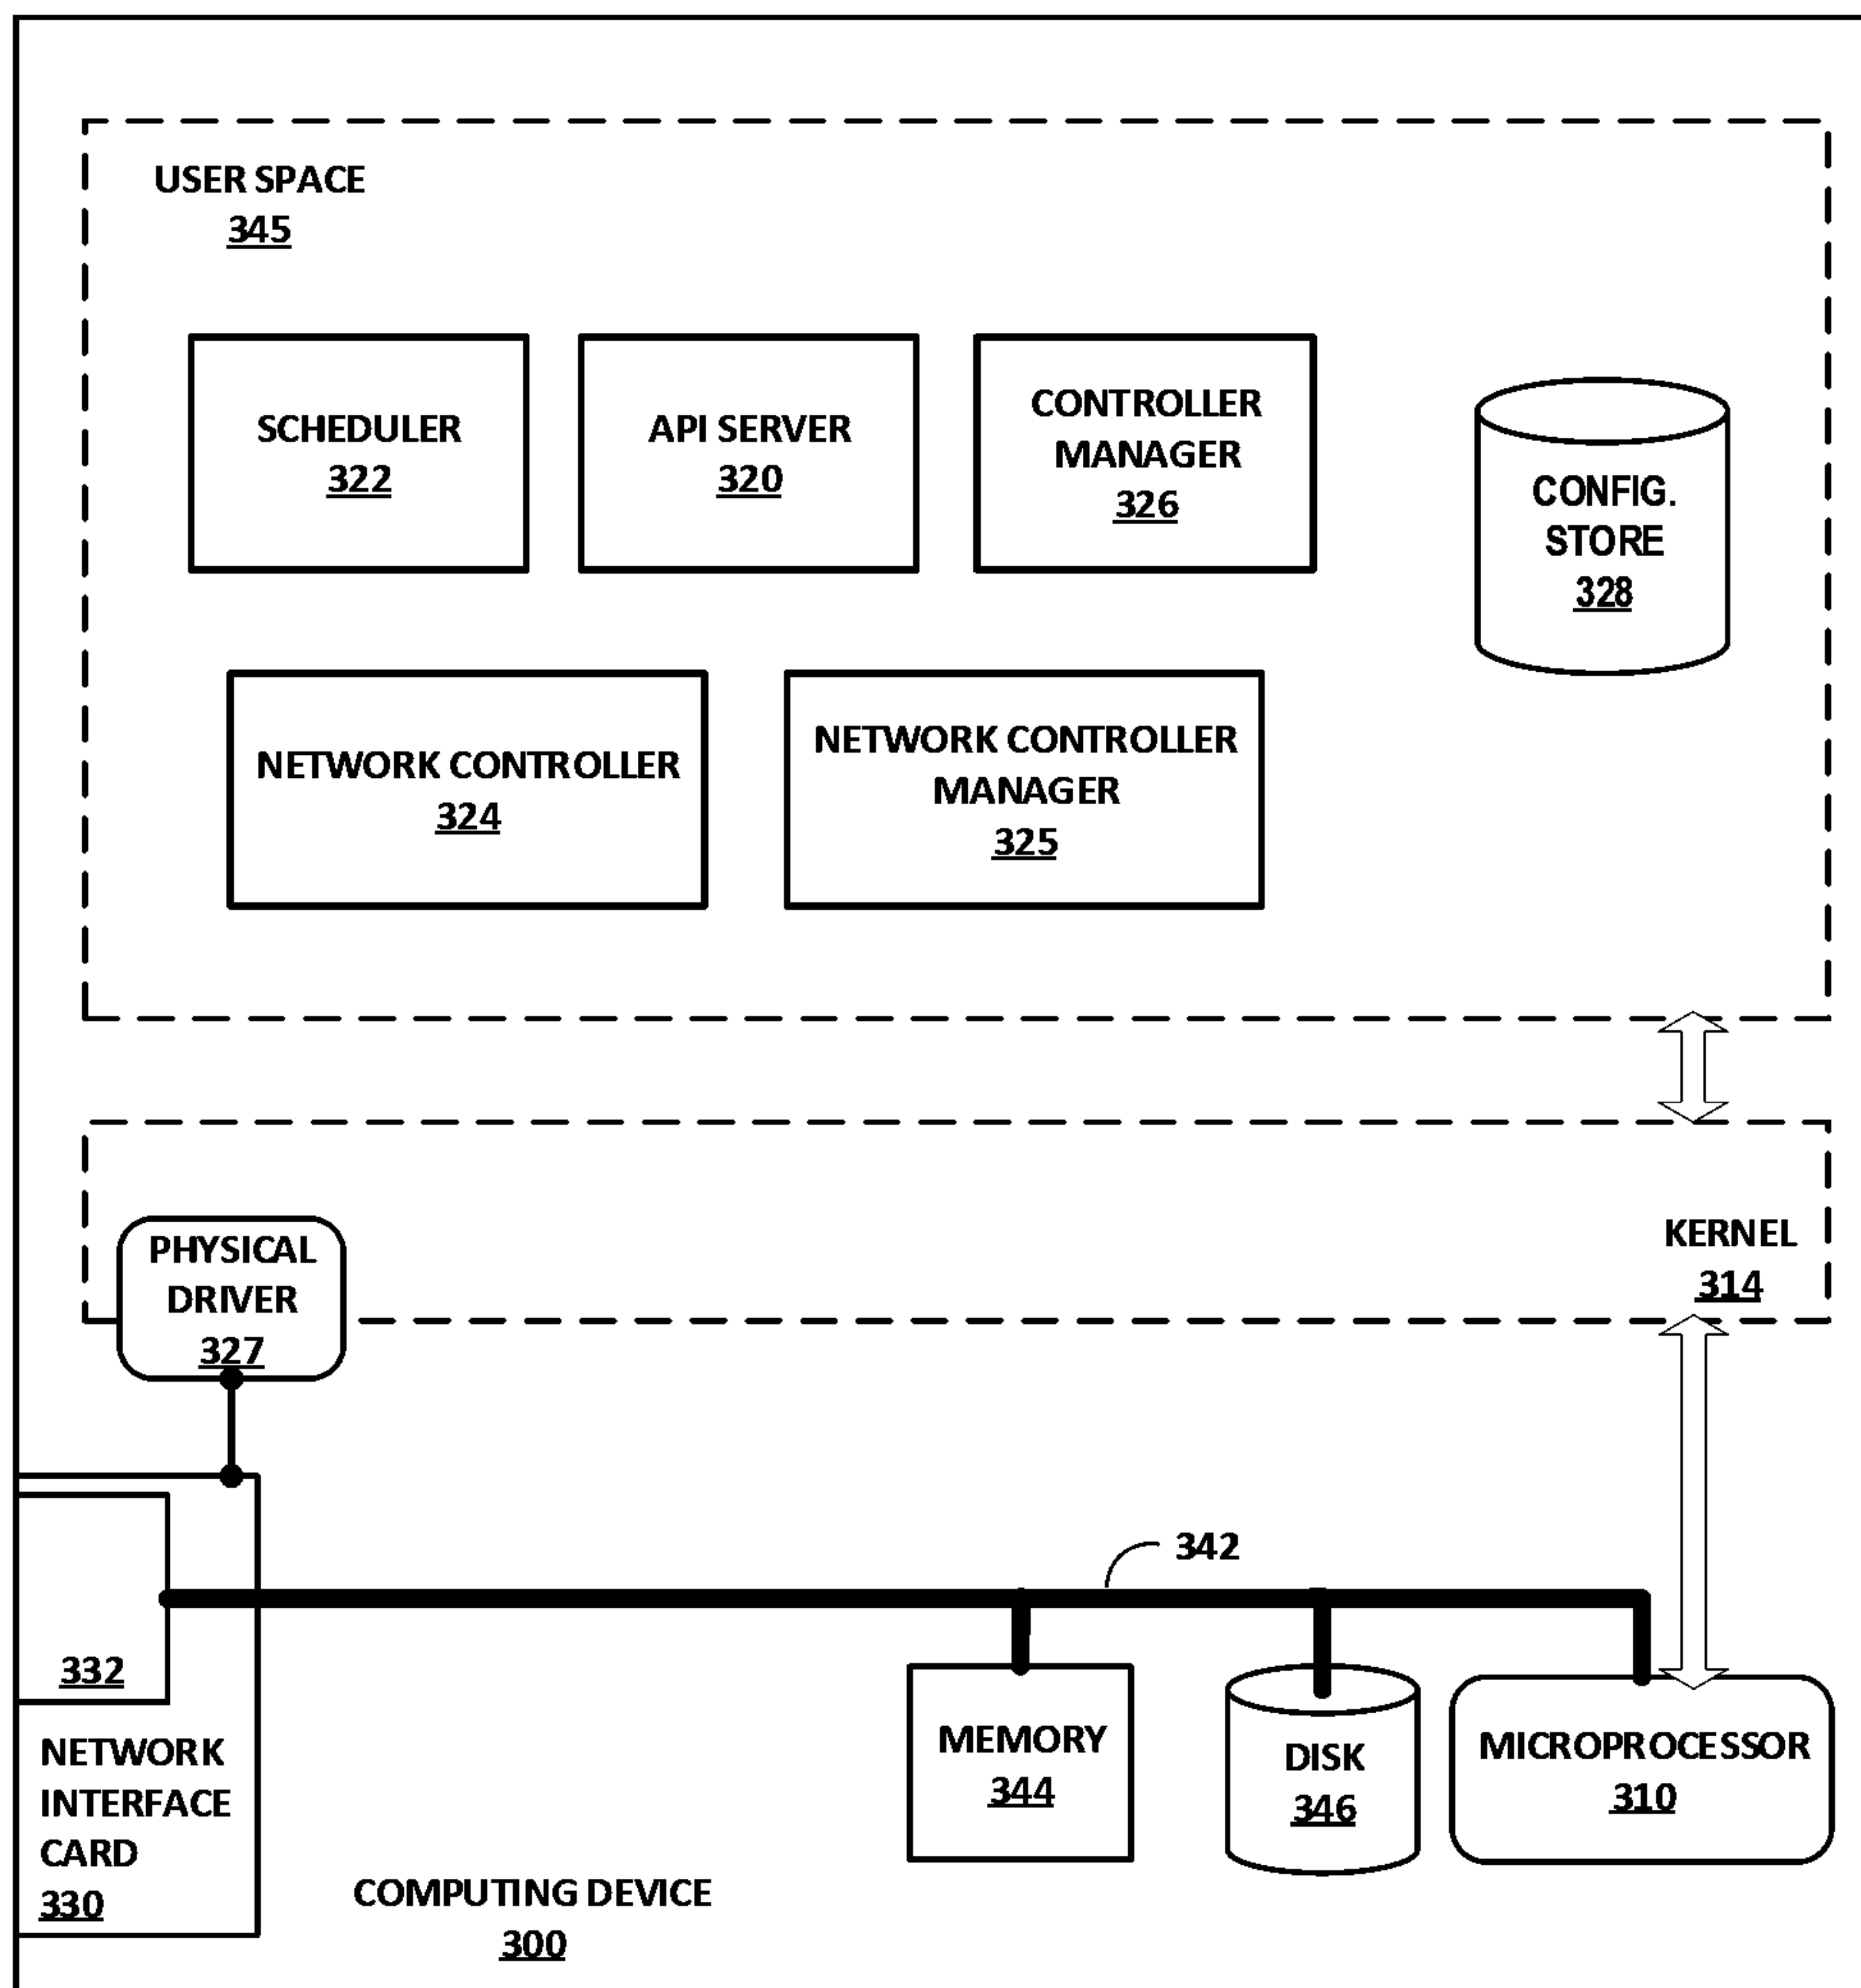 USER SPACE
345
SCHEDULER
322
API SERVER
320
CONTROLLER
MANAGER
326
CONFIG.
STORE
328
NETWORK CONTROLLER
324
NETWORK CONTROLLER
MANAGER
325
PHYSICAL
DRIVER
327
KERNEL
314
342
332
NETWORK
INTERFACE
CARD
330
MEMORY
344
DISK
346
MICROPROCESSOR
310
COMPUTING DEVICE
300